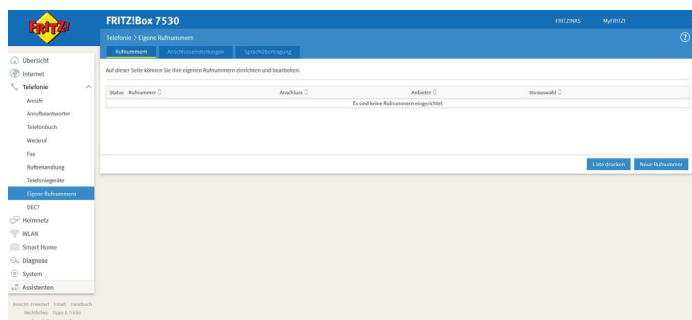 FRITZ!
FRITZ!Box 7530
FRITZ!NAS
MyFRITZ!
Telefonie > Eigene Rufnummern
?
Rufnummern
Anschlusseinstellungen
Sprachübertragung
Übersicht
Internet
Telefonie
Anrufe
Anrufbeantworter
Telefonbuch
Weckruf
Fax
Rufbehandlung
Telefoniegeräte
Eigene Rufnummern
DECT
Heimnetz
WLAN
Smart Home
Diagnose
System
Assistenten
Ansicht: Erweitert Inhalt Handbuch
Rechtliches Tipps & Tricks
Auf dieser Seite können Sie Ihre eigenen Rufnummern einrichten und bearbeiten.
Status Rufnummer Anschluss Anbieter Vorauswahl
Es sind keine Rufnummern eingerichtet
Liste drucken
Neue Rufnummer